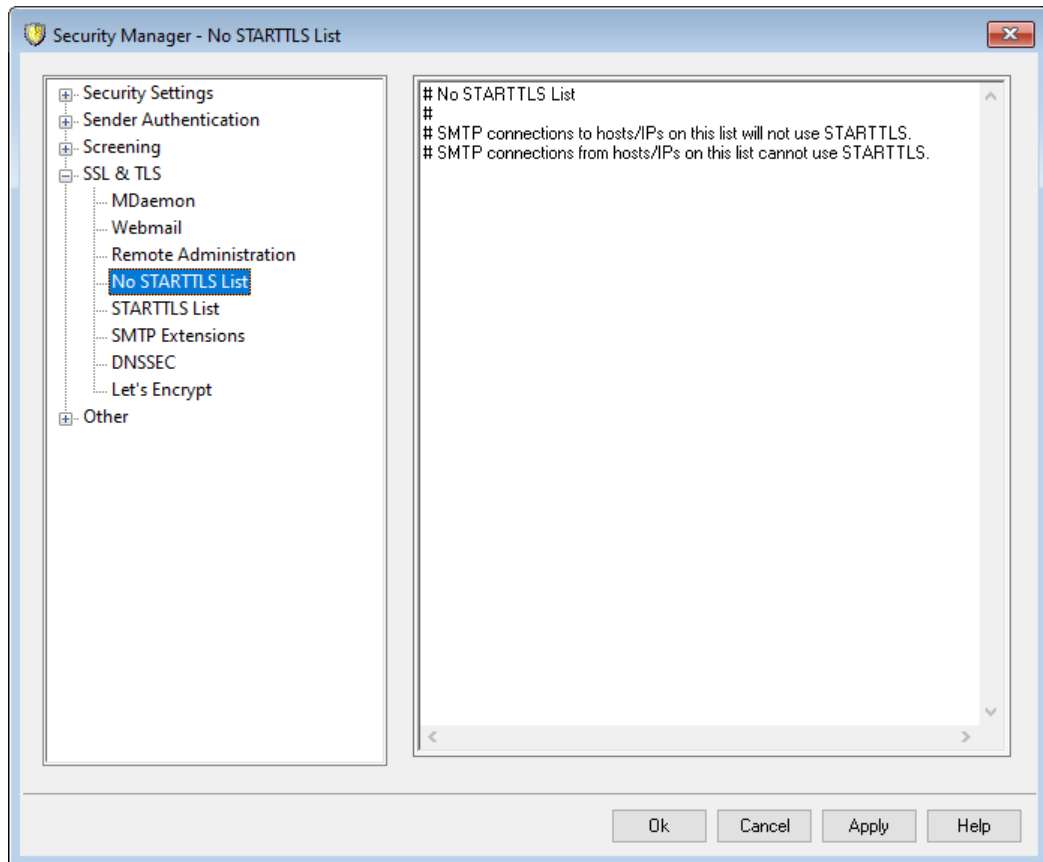 Security Manager - No STARTTLS List
Security Settings
Sender Authentication
Screening
SSL & TLS
MDaemon
Webmail
Remote Administration
No STARTTLS List
STARTTLS List
SMTP Extensions
DNSSEC
Let's Encrypt
Other
# No STARTTLS List
#
# SMTP connections to hosts/IPs on this list will not use STARTTLS.
# SMTP connections from hosts/IPs on this list cannot use STARTTLS.
Ok
Cancel
Apply
Help